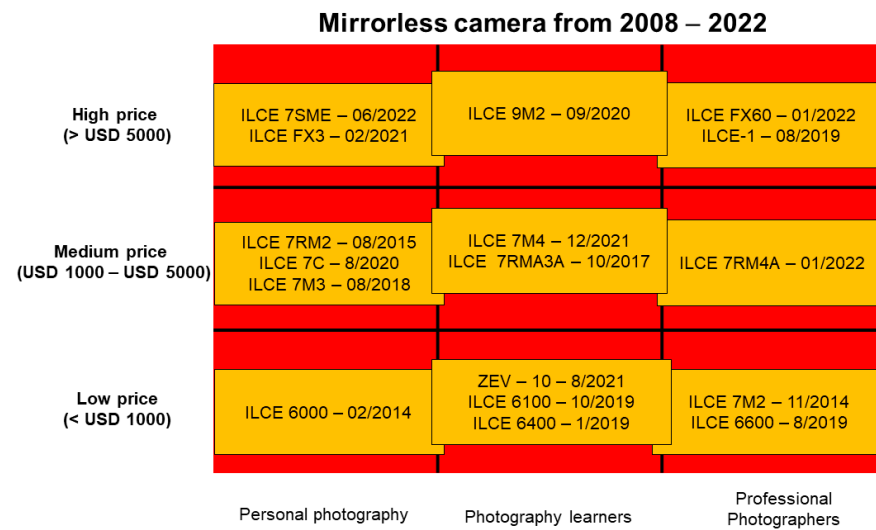 Mirrorless camera from 2008 – 2022
High price
(> USD 5000)
ILCE 7SME – 06/2022
ILCE FX3 – 02/2021
ILCE 9M2 – 09/2020
ILCE FX60 – 01/2022
ILCE-1 – 08/2019
Medium price
(USD 1000 – USD 5000)
ILCE 7RM2 – 08/2015
ILCE 7C – 8/2020
ILCE 7M3 – 08/2018
ILCE 7M4 – 12/2021
ILCE 7RMA3A – 10/2017
ILCE 7RM4A – 01/2022
Low price
(< USD 1000)
ILCE 6000 – 02/2014
ZEV – 10 – 8/2021
ILCE 6100 – 10/2019
ILCE 6400 – 1/2019
ILCE 7M2 – 11/2014
ILCE 6600 – 8/2019
Personal photography
Photography learners
Professional
Photographers